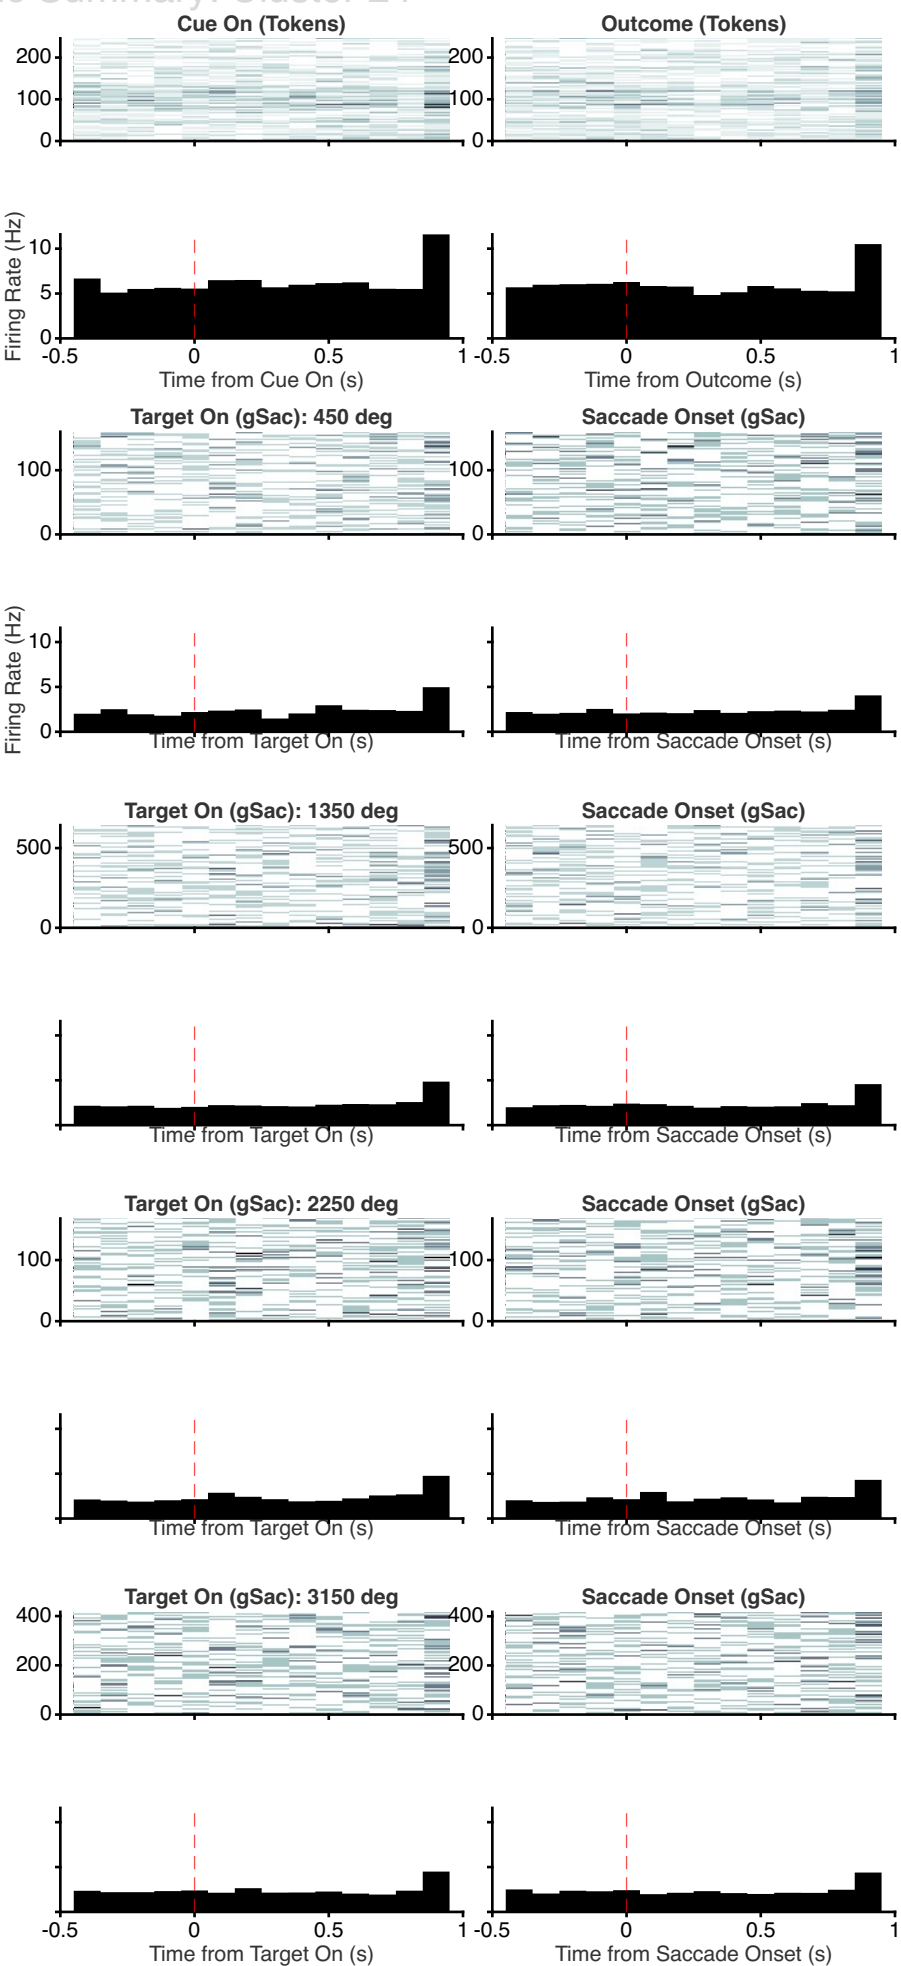 Summary: Cluster
Cue On (Tokens) Outcome (Tokens)
200 200
100 100
0 0
Firing Rate (Hz)
10
5
0
-0.5 0 0.5 1 -0.5 0 0.5 1
Time from Cue On (s) Time from Outcome (s)
Target On (gSac): 450 deg Saccade Onset (gSac)
100 100
0 0
Firing Rate (Hz)
10
5
0
Time from Target On (s) Time from Saccade Onset (s)
Target On (gSac): 1350 deg Saccade Onset (gSac)
500 500
0 0
Time from Target On (s) Time from Saccade Onset (s)
Target On (gSac): 2250 deg Saccade Onset (gSac)
100 100
0 0
Time from Target On (s) Time from Saccade Onset (s)
Target On (gSac): 3150 deg Saccade Onset (gSac)
400 400
200 200
0 0
-0.5 0 0.5 1 -0.5 0 0.5 1
Time from Target On (s) Time from Saccade Onset (s)